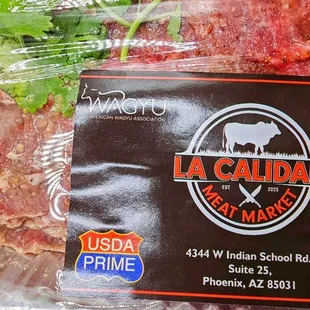 WAGYU
AMERICAN WAGYU ASSOCIATION
LA CALIDA
EST 2025
MEAT MARKET
USDA
PRIME
4344 W Indian School Rd.
Suite 25,
Phoenix, AZ 85031